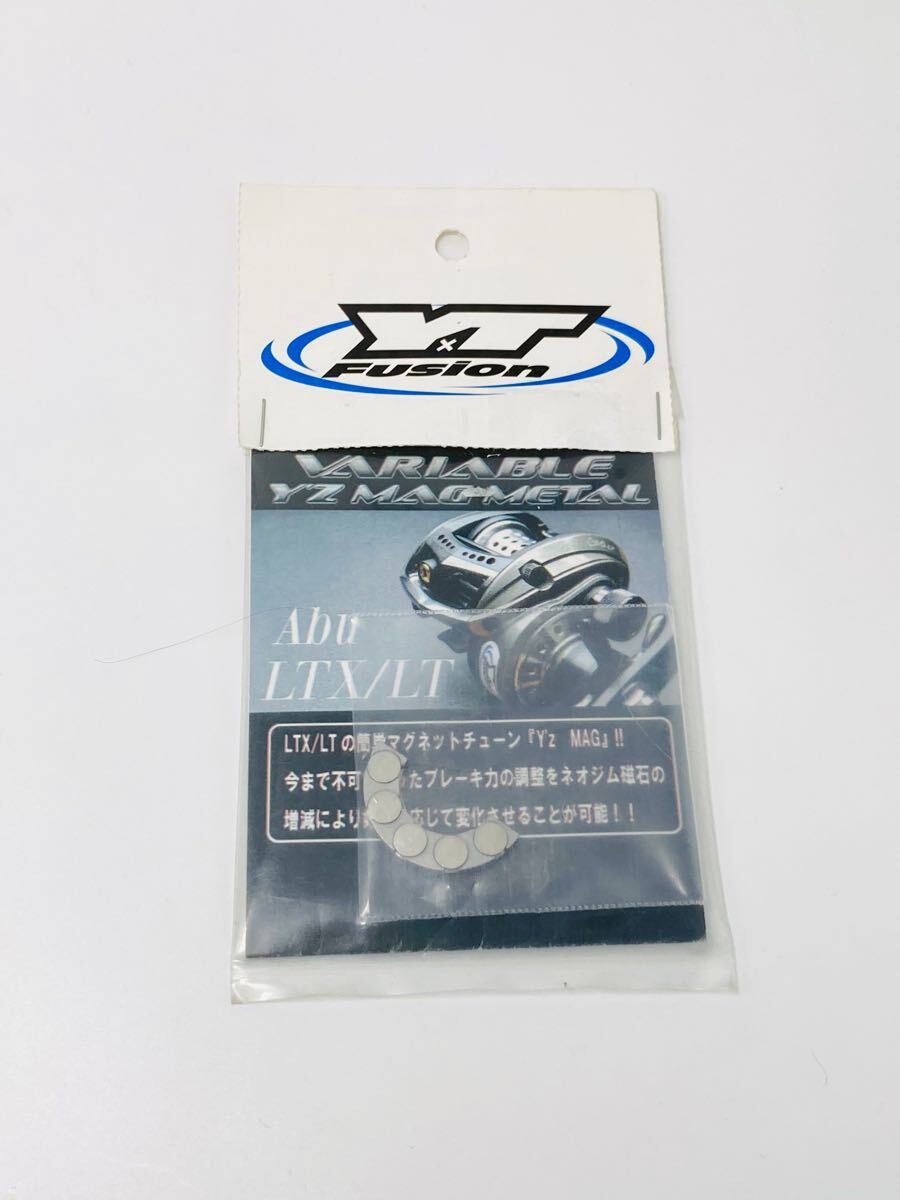 Y×T
Fusion
VARIABLE
Y'Z MAG METAL
Abu
LTX/LT
LTX/LTの簡単マグネットチューン『Y'z MAG』!!
今まで不可 たブレーキ力の調整をネオジム磁石の
増減により 応じて変化させることが可能！！